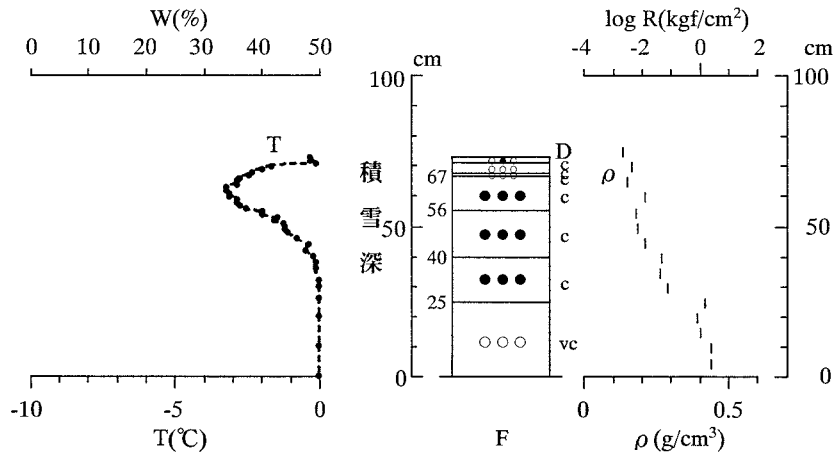 W(%)
0 10 20 30 40 50
log R(kgf/cm²)
-4 -2 0 2
cm
100
50
0
cm
100
50
0
T
積雪深
67
56
40
25
D
c
c
c
c
c
c
vc
ρ
-10 -5 0
T(℃)
F
0 0.5
ρ (g/cm³)